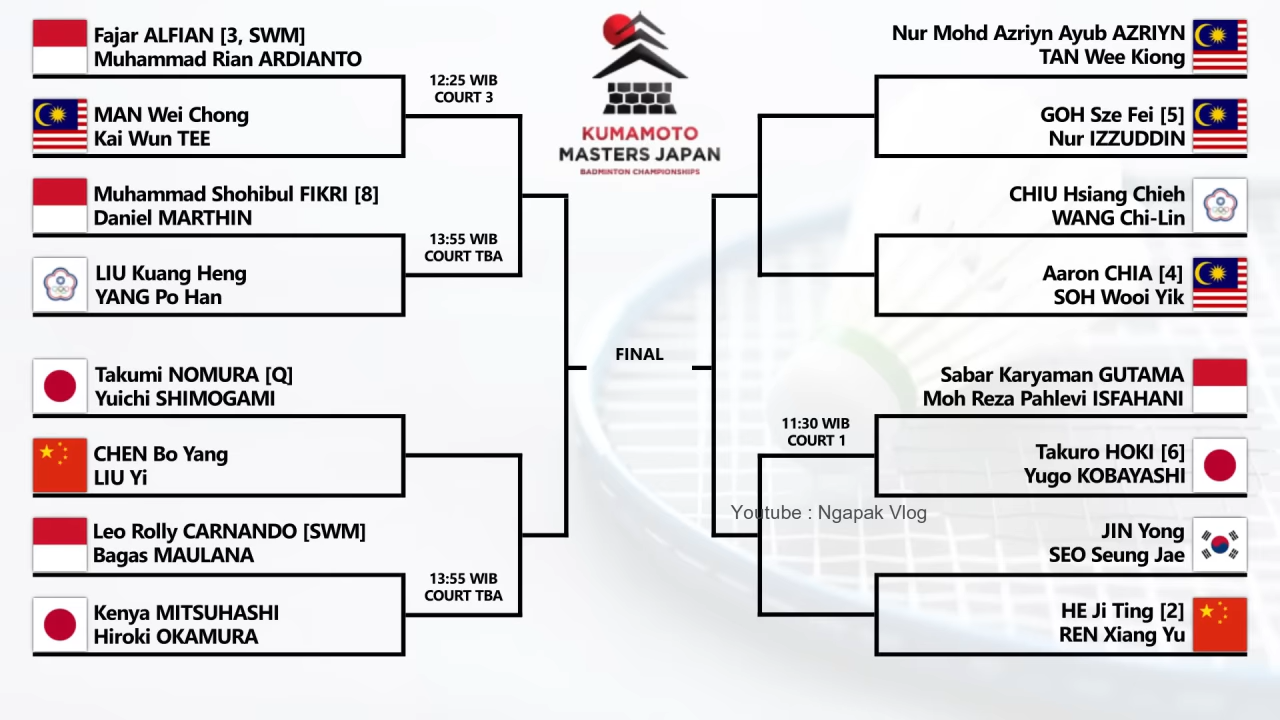 Fajar ALFIAN [3, SWM]
Muhammad Rian ARDIANTO
12:25 WIB
COURT 3
MAN Wei Chong
Kai Wun TEE
Muhammad Shohibul FIKRI [8]
Daniel MARTHIN
13:55 WIB
COURT TBA
LIU Kuang Heng
YANG Po Han
Takumi NOMURA [Q]
Yuichi SHIMOGAMI
CHEN Bo Yang
LIU Yi
Leo Rolly CARNANDO [SWM]
Bagas MAULANA
13:55 WIB
COURT TBA
Kenya MITSUHASHI
Hiroki OKAMURA
KUMAMOTO
MASTERS JAPAN
BADMINTON CHAMPIONSHIPS
FINAL
Nur Mohd Azriyn Ayub AZRIYN
TAN Wee Kiong
GOH Sze Fei [5]
Nur IZZUDDIN
CHIU Hsiang Chieh
WANG Chi-Lin
Aaron CHIA [4]
SOH Wooi Yik
Sabar Karyaman GUTAMA
Moh Reza Pahlevi ISFAHANI
11:30 WIB
COURT 1
Takuro HOKI [6]
Yugo KOBAYASHI
Youtube : Ngapak Vlog
JIN Yong
SEO Seung Jae
HE Ji Ting [2]
REN Xiang Yu